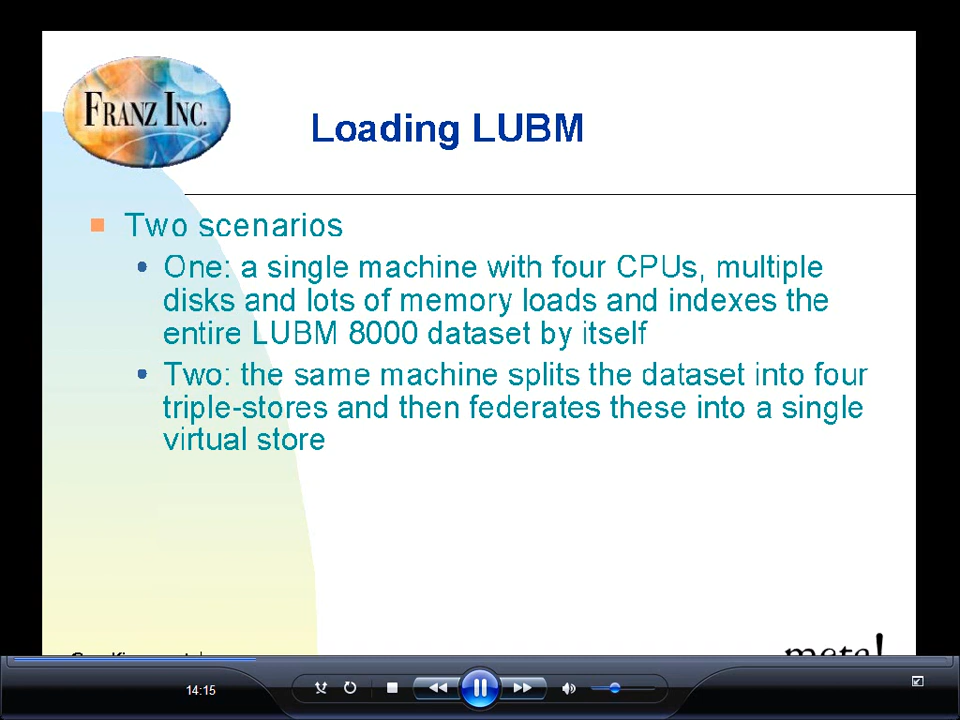 FRANZ INC.
Loading LUBM
Two scenarios
One: a single machine with four CPUs, multiple
disks and lots of memory loads and indexes the
entire LUBM 8000 dataset by itself
Two: the same machine splits the dataset into four
triple-stores and then federates these into a single
virtual store
meta!
14:15